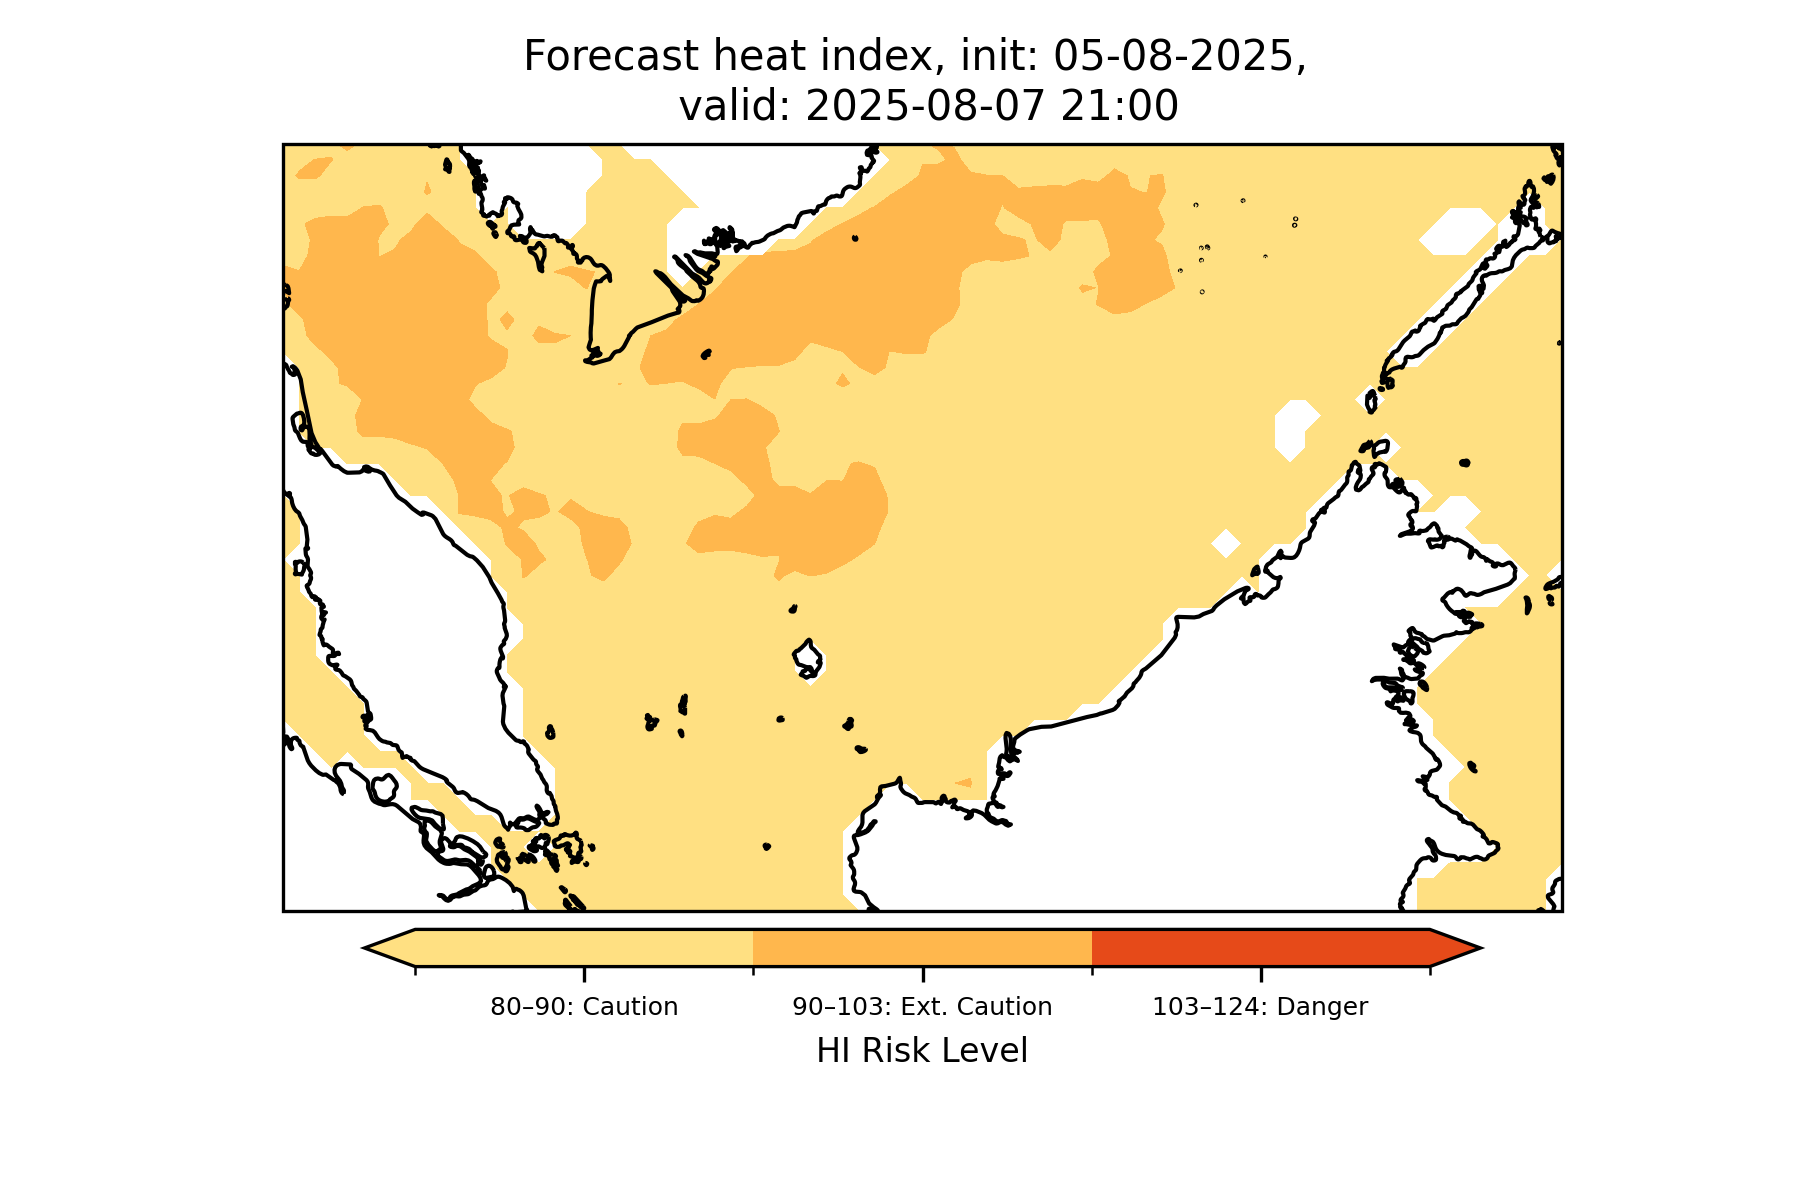 Forecast heat index, init: 05-08-2025,
valid: 2025-08-07 21:00
80–90: Caution
90–103: Ext. Caution
103–124: Danger
HI Risk Level